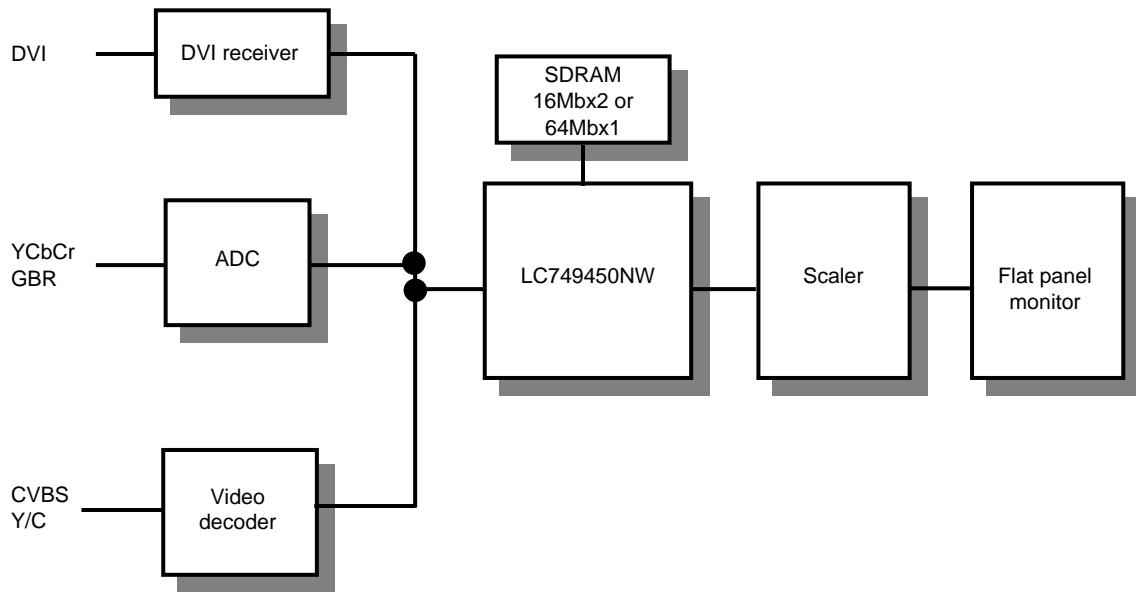 DVI
DVI receiver
SDRAM
16Mbx2 or
64Mbx1
YCbCr
GBR
ADC
LC749450NW
Scaler
Flat panel
monitor
CVBS
Y/C
Video
decoder